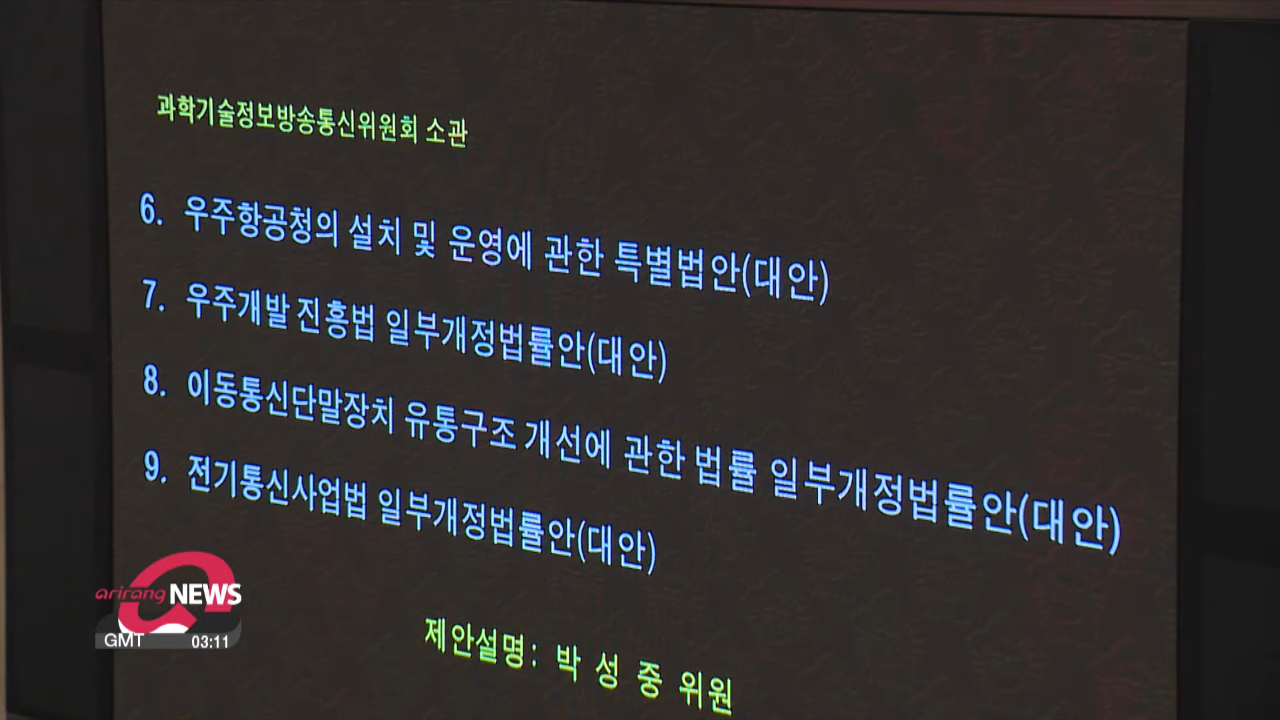 과학기술정보방송통신위원회 소관
6. 우주항공청의 설치 및 운영에 관한 특별법안(대안)
7. 우주개발 진흥법 일부개정법률안(대안)
8. 이동통신단말장치 유통구조 개선에 관한 법률 일부개정법률안(대안)
9. 전기통신사업법 일부개정법률안(대안)
제안설명: 박 성 중 위원
arirang NEWS
GMT 03:11